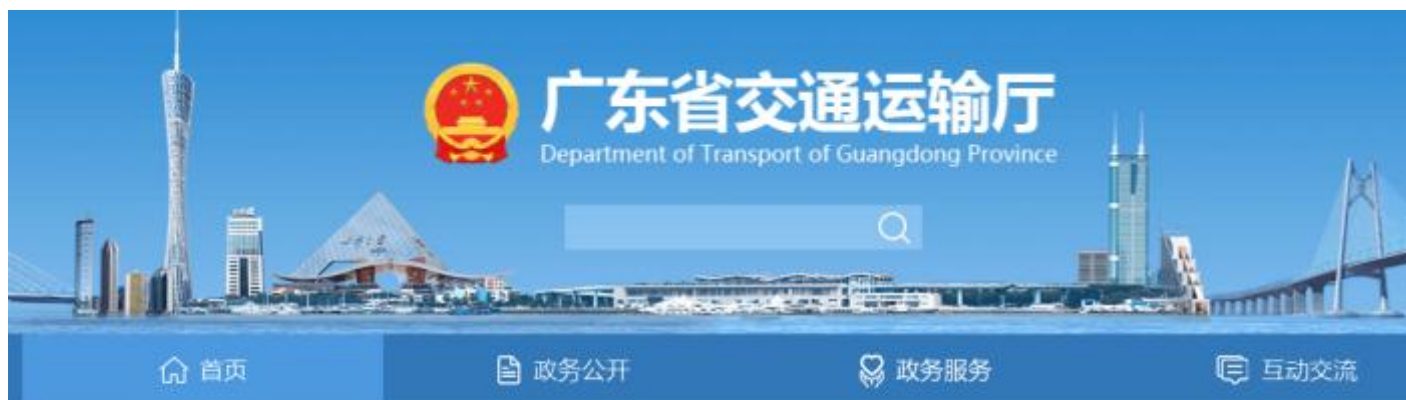 广东省交通运输厅
Department of Transport of Guangdong Province
首页
政务公开
政务服务
互动交流